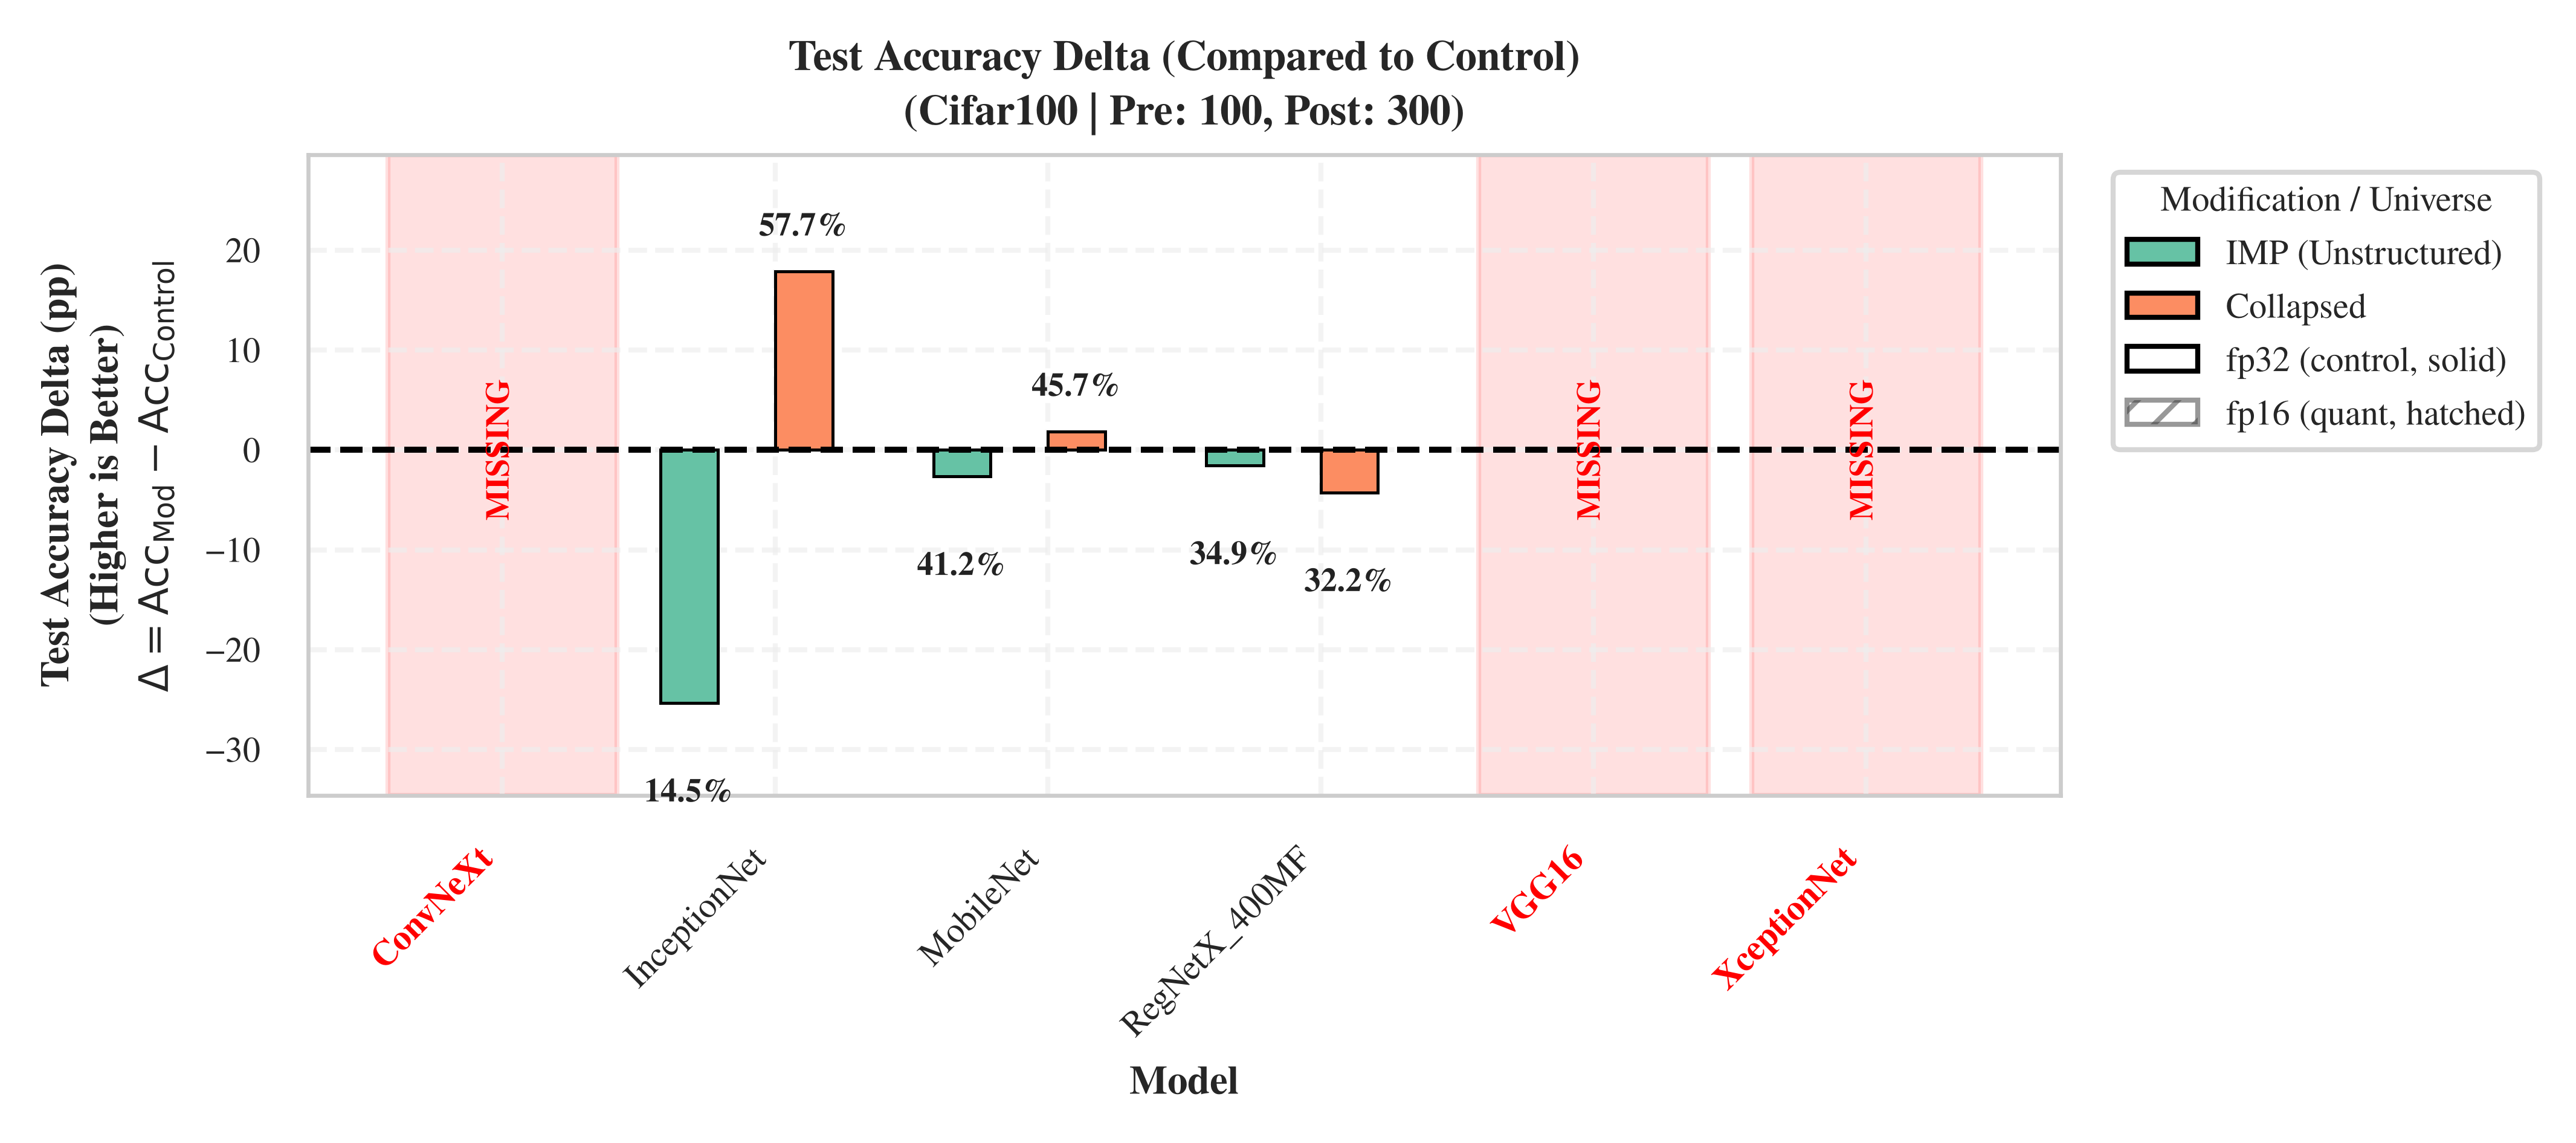 Test Accuracy Delta (Compared to Control)
(Cifar100 | Pre: 100, Post: 300)
Test Accuracy Delta (pp)
(Higher is Better)
Δ = ACC_Mod − ACC_Control
20
10
0
−10
−20
−30
MISSING
14.5%
57.7%
41.2%
45.7%
34.9%
32.2%
MISSING
MISSING
ConvNeXt
InceptionNet
MobileNet
RegNetX_400MF
VGG16
XceptionNet
Model
Modification / Universe
IMP (Unstructured)
Collapsed
fp32 (control, solid)
fp16 (quant, hatched)